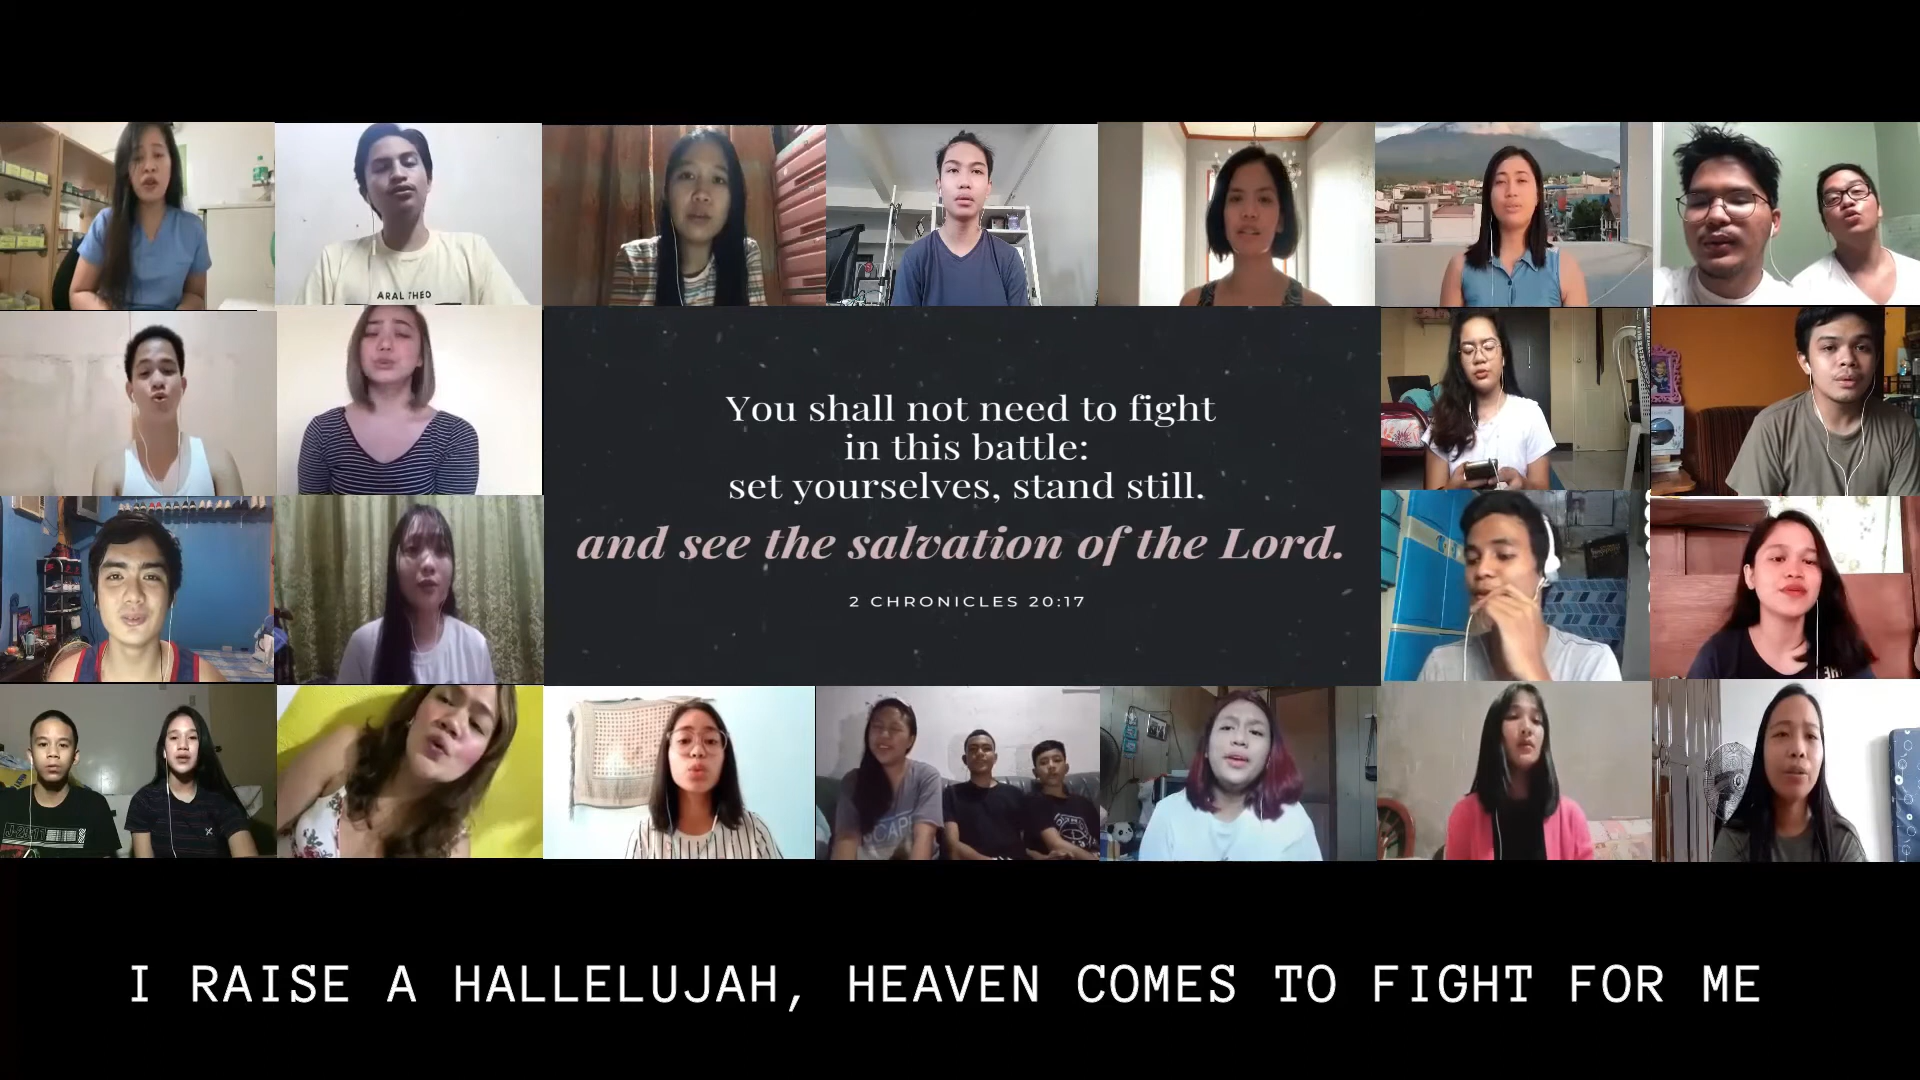 ARAL THEO
You shall not need to fight
in this battle:
set yourselves, stand still.
and see the salvation of the Lord.
2 CHRONICLES 20:17
I RAISE A HALLELUJAH, HEAVEN COMES TO FIGHT FOR ME